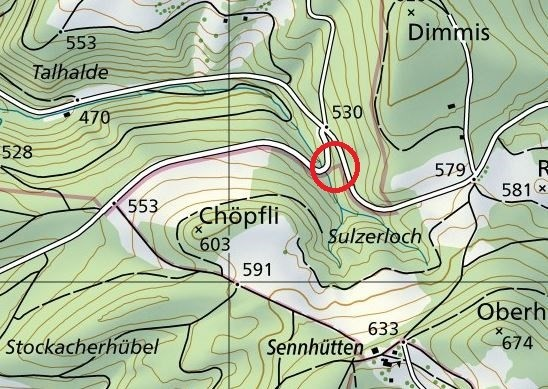 Dimmis
553
Talhalde
470
530
528
579
R
581
553
Chöpfli
603
Sulzerloch
591
Oberh
633
674
Stockacherhübel
Sennhütten